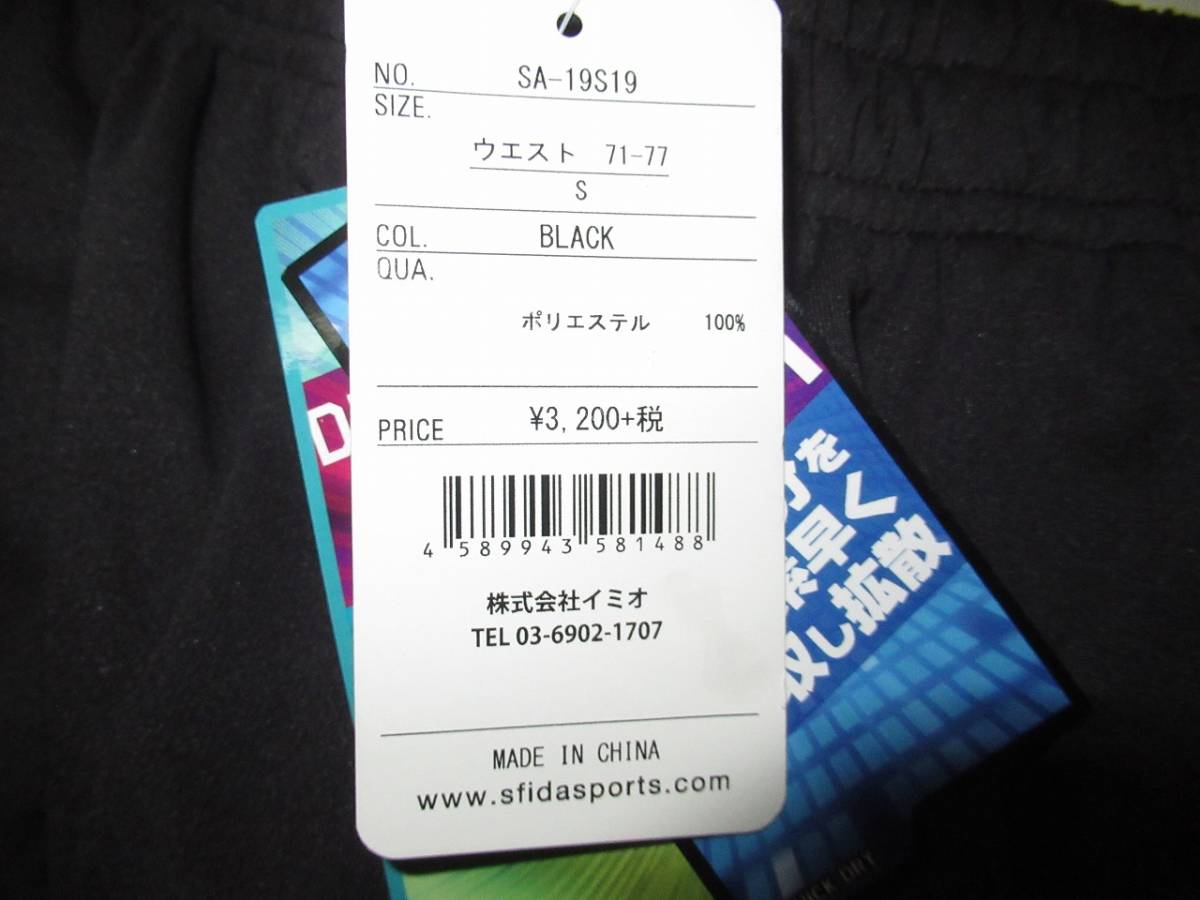 NO. SA-19S19
SIZE.
ウエスト 71-77
S
COL. BLACK
QUA.
ポリエステル 100%
PRICE ¥3,200+税
4 589943 581488
株式会社イミオ
TEL 03-6902-1707
MADE IN CHINA
www.sfidasports.com
を
早く
し拡散
DRY